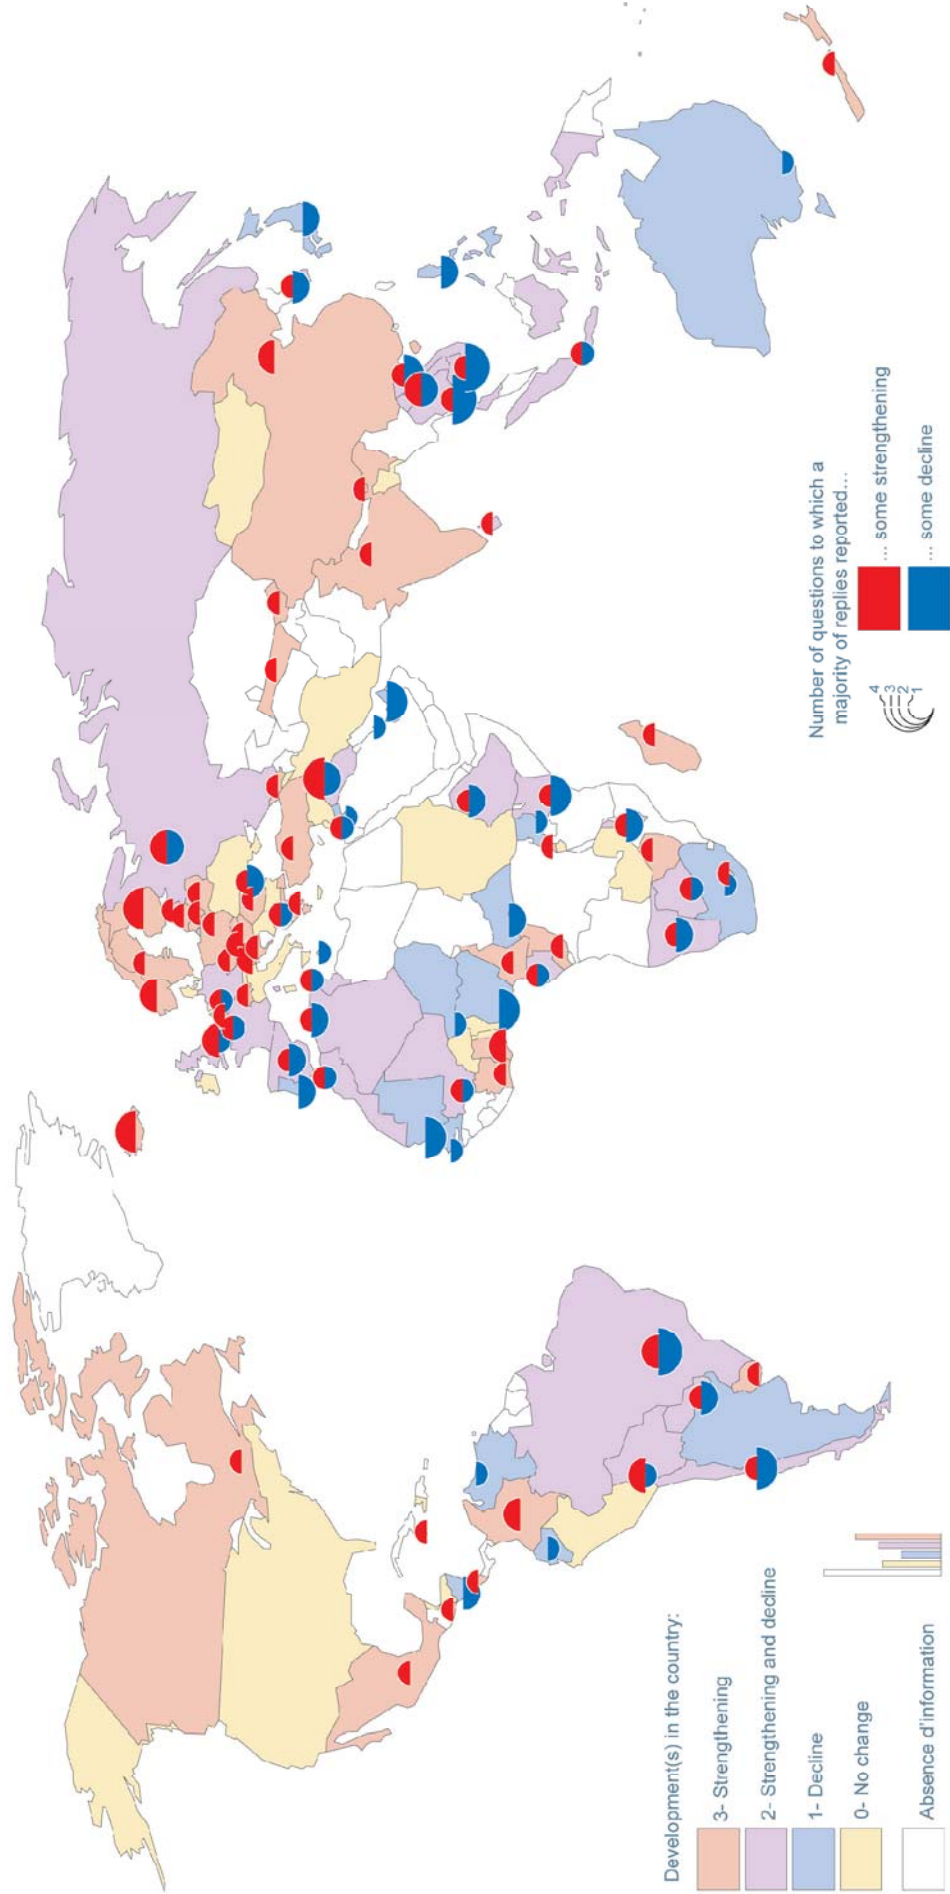 Number of questions to which a
majority of replies reported...
4
3
2
1
... some strengthening
... some decline
Development(s) in the country:
3- Strengthening
2- Strengthening and decline
1- Decline
0- No change
Absence d'information